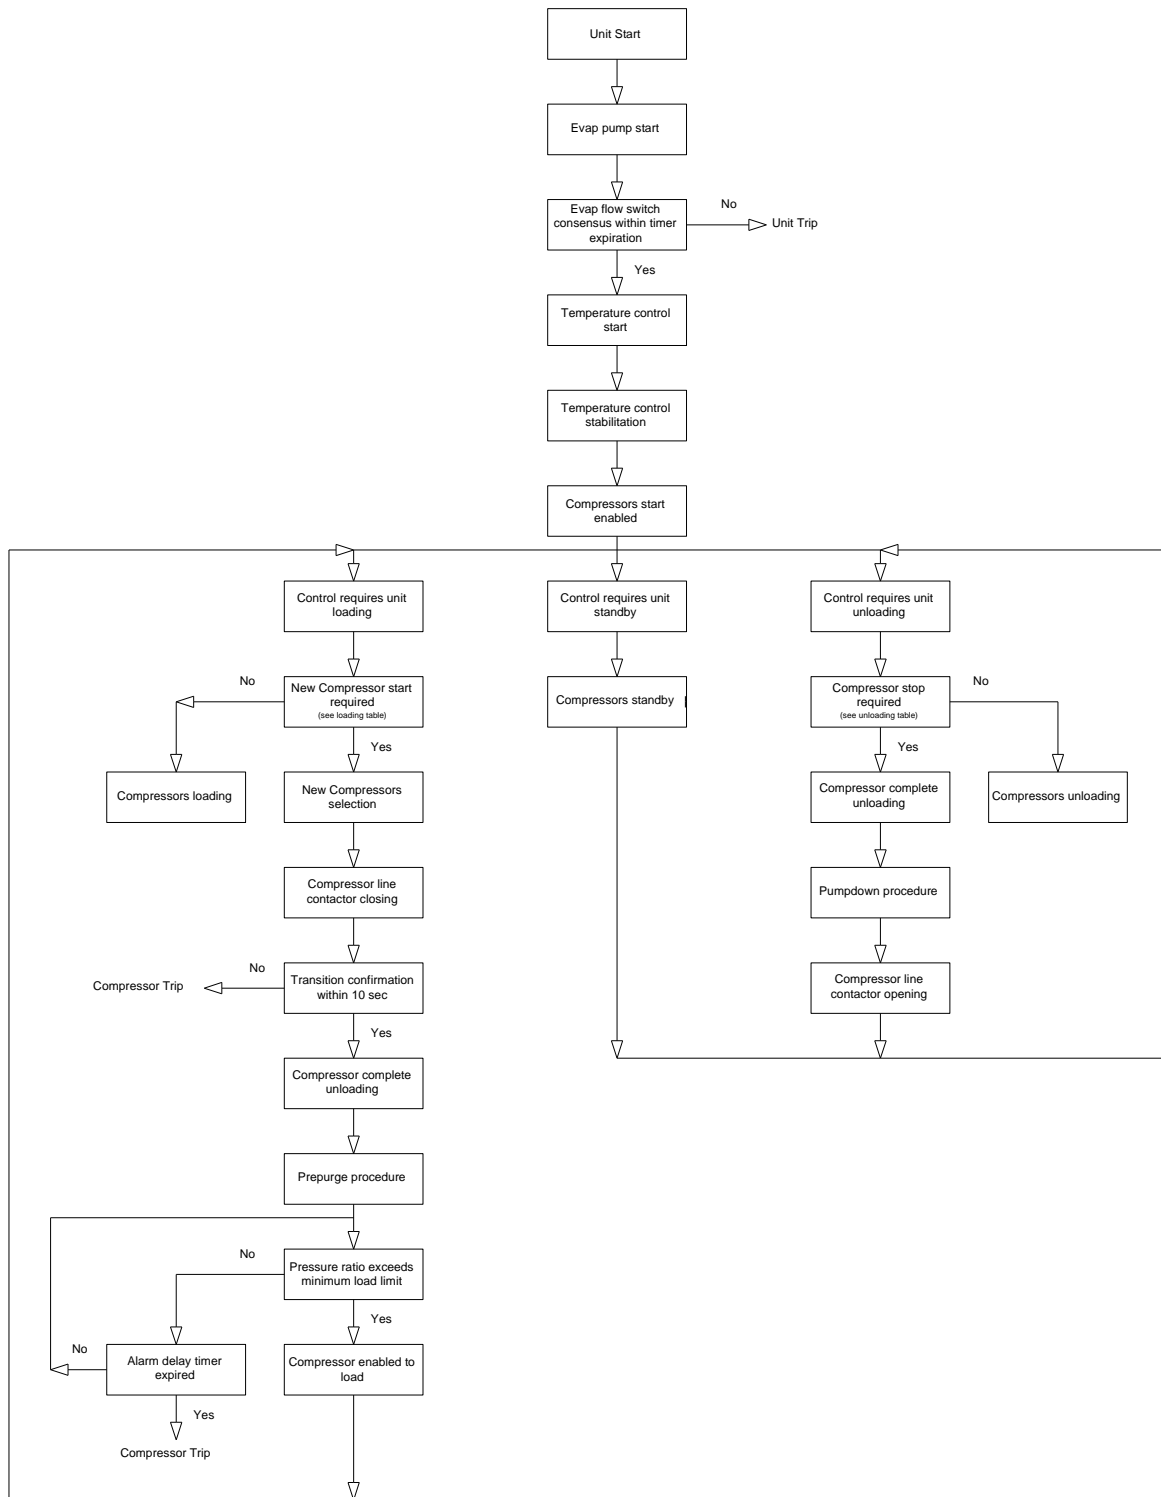 Unit Start
Evap pump start
Evap flow switch
consensus within timer
expiration
No
Unit Trip
Yes
Temperature control
start
Temperature control
stabilitation
Compressors start
enabled
Control requires unit
loading
Control requires unit
standby
Control requires unit
unloading
No
New Compressor start
required
(see loading table)
Compressors standby
Compressor stop
required
(see unloading table)
No
Yes
Yes
Compressors loading
New Compressors
selection
Compressor complete
unloading
Compressors unloading
Compressor line
contactor closing
Pumpdown procedure
Compressor Trip
No
Transition confirmation
within 10 sec
Compressor line
contactor opening
Yes
Compressor complete
unloading
Prepurge procedure
No
Pressure ratio exceeds
minimum load limit
Yes
No
Alarm delay timer
expired
Compressor enabled to
load
Yes
Compressor Trip